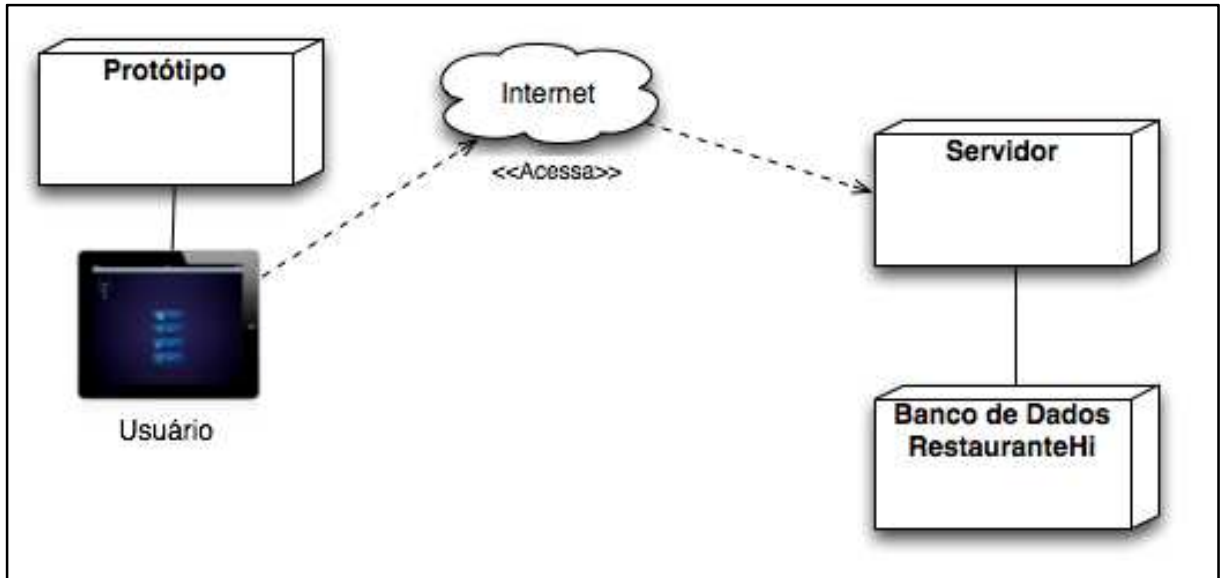 Protótipo
Internet
<<Acessa>>
Servidor
Usuário
Banco de Dados
RestauranteHi